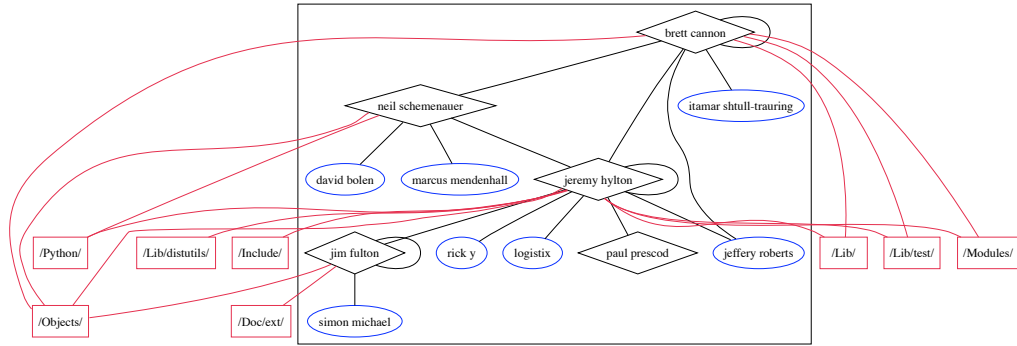 brett cannon
neil schemenauer
itamar shtull-trauring
david bolen
marcus mendenhall
jeremy hylton
/Python/
/Lib/distutils/
/Include/
jim fulton
rick y
logistix
paul prescod
jeffery roberts
/Lib/
/Lib/test/
/Modules/
/Objects/
/Doc/ext/
simon michael